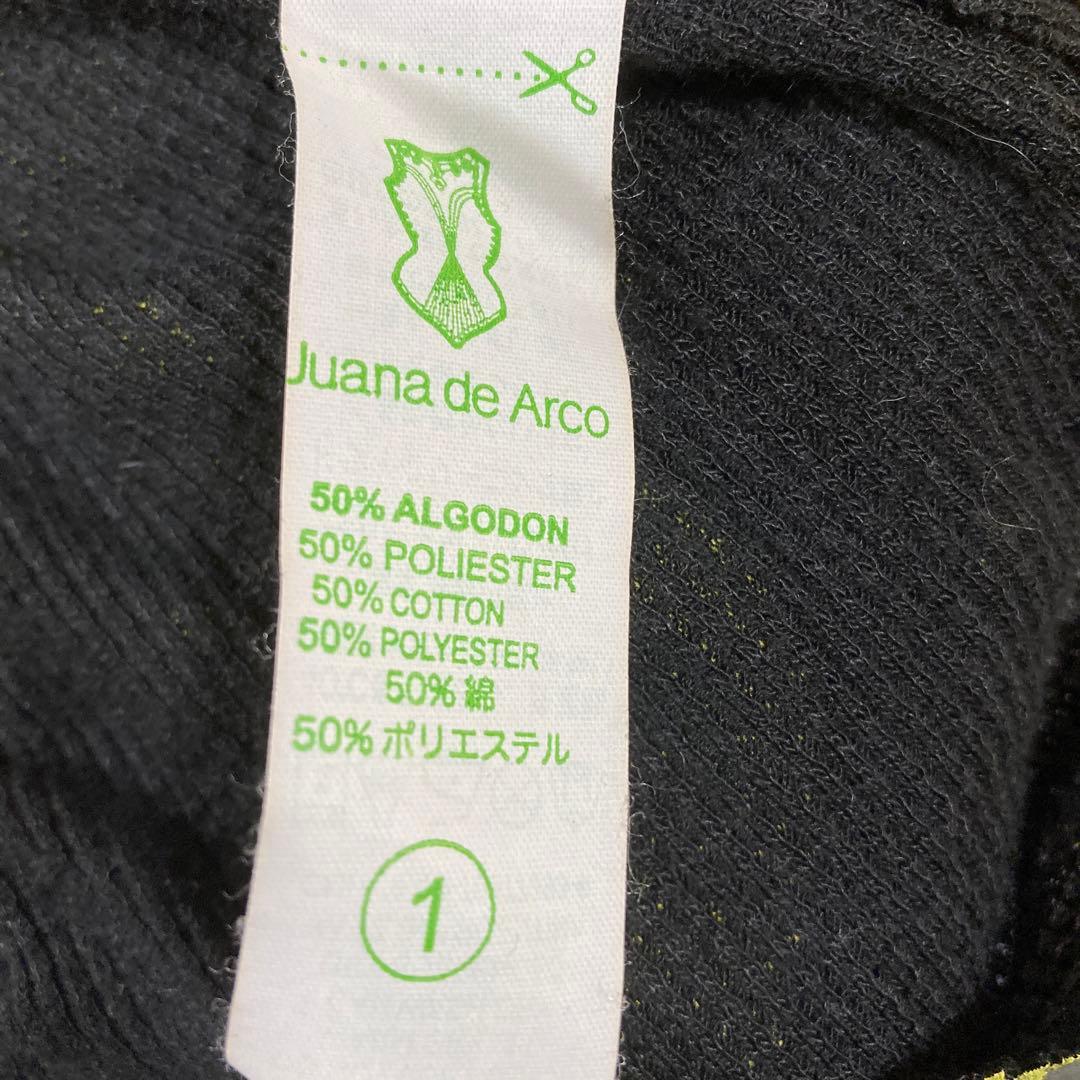 Juana de Arco
50% ALGODON
50% POLIESTER
50% COTTON
50% POLYESTER
50% 綿
50% ポリエステル
1